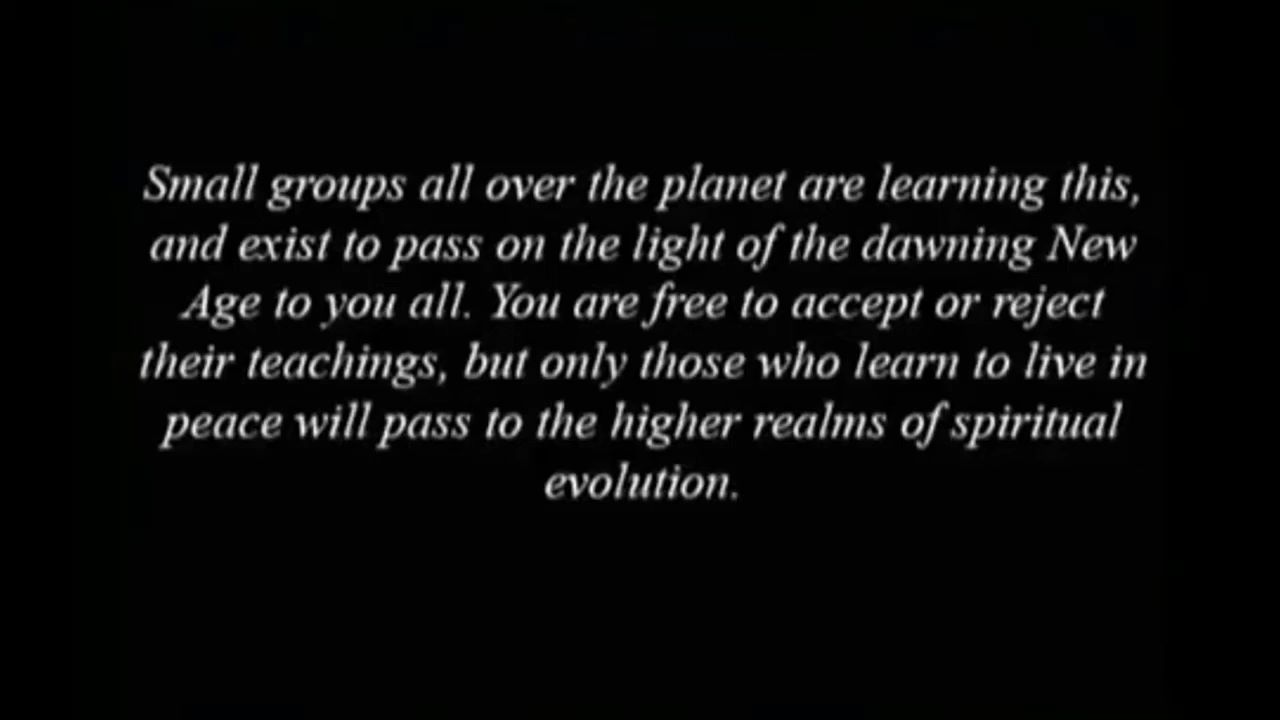 Small groups all over the planet are learning this,
and exist to pass on the light of the dawning New
Age to you all. You are free to accept or reject
their teachings, but only those who learn to live in
peace will pass to the higher realms of spiritual
evolution.